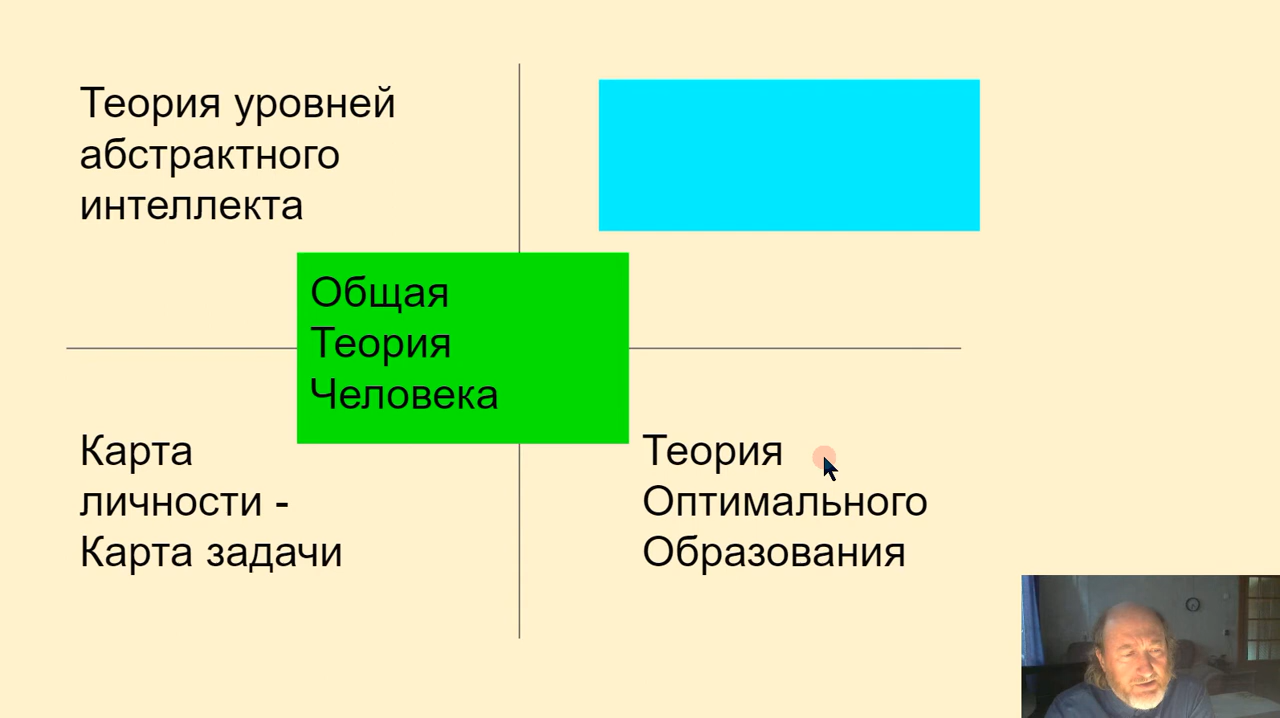 Теория уровней
абстрактного
интеллекта
Общая
Теория
Человека
Карта
личности -
Карта задачи
Теория
Оптимального
Образования